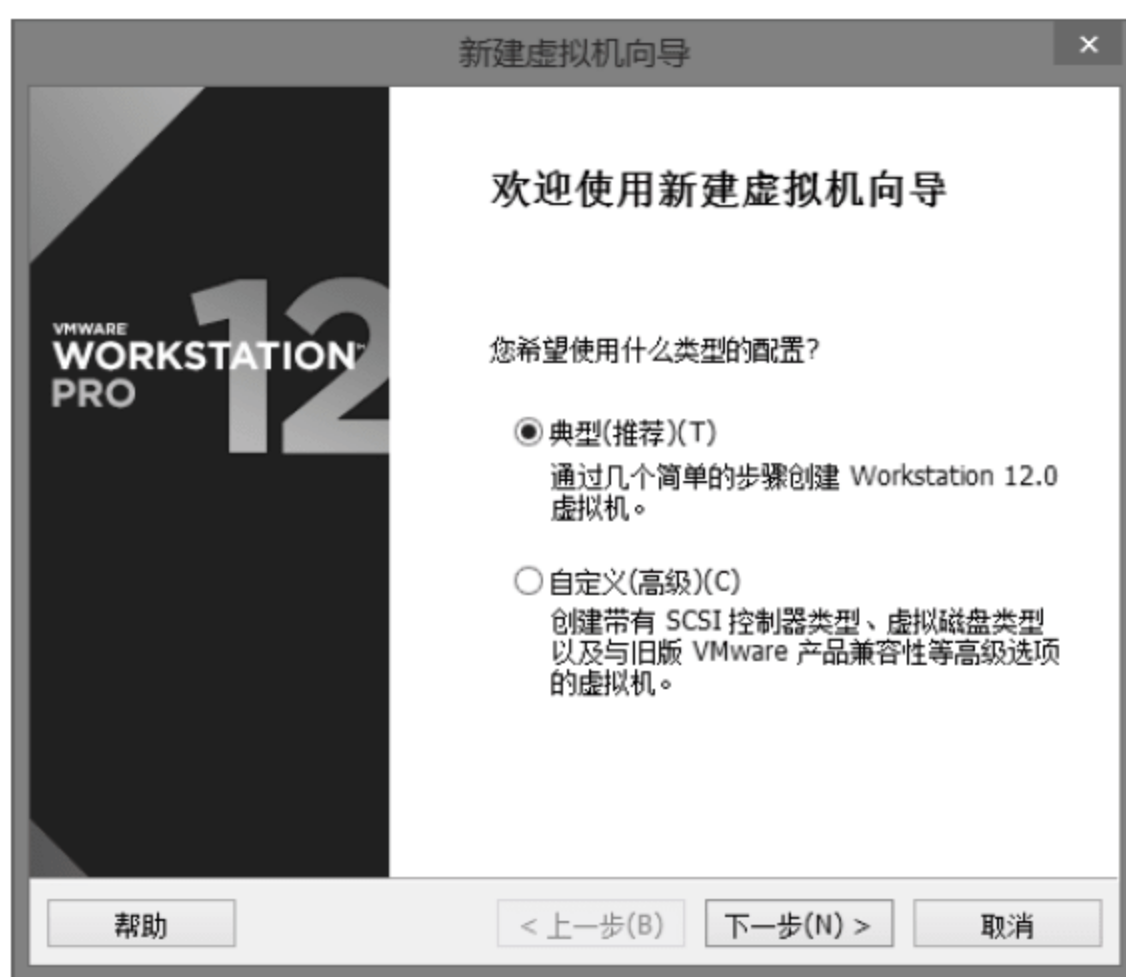 新建虚拟机向导
×
VMWARE
WORKSTATION™
PRO
12
欢迎使用新建虚拟机向导
您希望使用什么类型的配置?
典型(推荐)(T)
通过几个简单的步骤创建 Workstation 12.0
虚拟机。
自定义(高级)(C)
创建带有 SCSI 控制器类型、虚拟磁盘类型
以及与旧版 VMware 产品兼容性等高级选项
的虚拟机。
帮助
< 上一步(B)
下一步(N) >
取消